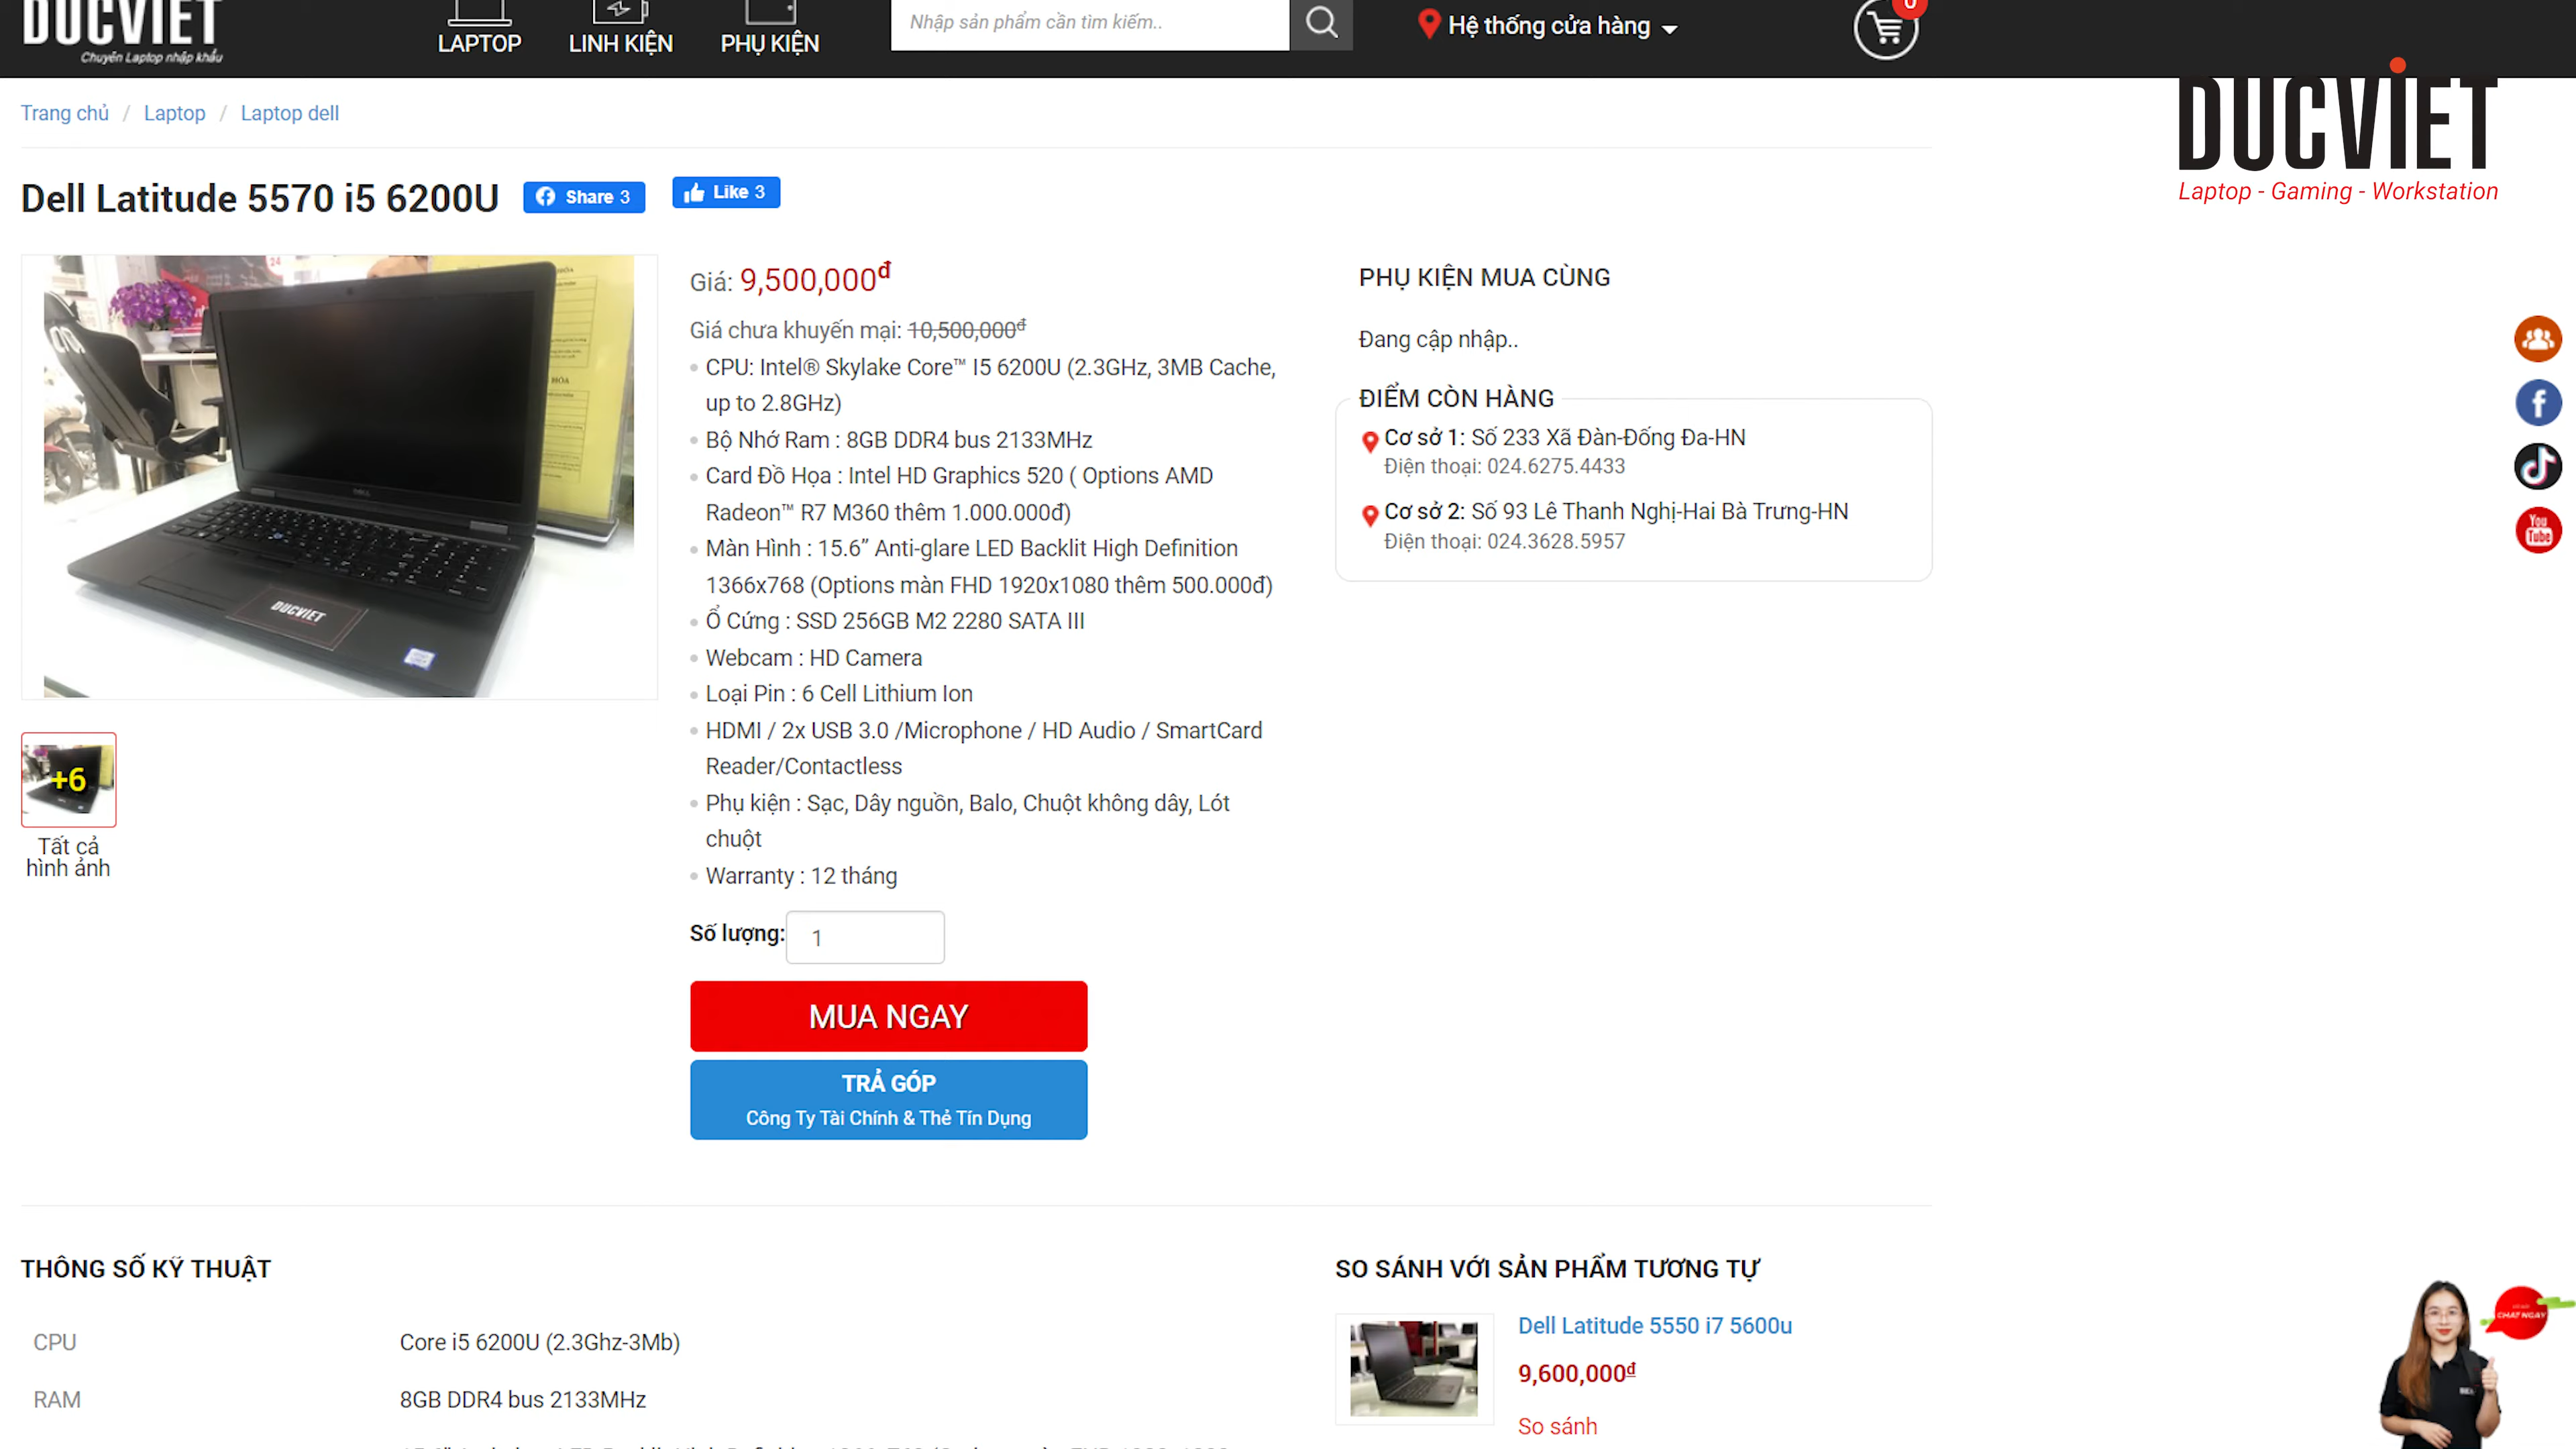 DUCVIET
Chuyên Laptop nhập khẩu
LAPTOP
LINH KIỆN
PHỤ KIỆN
Nhập sản phẩm cần tìm kiếm..
Hệ thống cửa hàng
0
DUCVIET
Laptop - Gaming - Workstation
Trang chủ / Laptop / Laptop dell
Dell Latitude 5570 i5 6200U
Share 3
Like 3
DELL
DUCVIET
+6
Tất cả
hình ảnh
Giá: 9,500,000đ
Giá chưa khuyến mại: 10,500,000đ
CPU: Intel® Skylake Core™ I5 6200U (2.3GHz, 3MB Cache,
up to 2.8GHz)
Bộ Nhớ Ram : 8GB DDR4 bus 2133MHz
Card Đồ Họa : Intel HD Graphics 520 ( Options AMD
Radeon™ R7 M360 thêm 1.000.000đ)
Màn Hình : 15.6” Anti-glare LED Backlit High Definition
1366x768 (Options màn FHD 1920x1080 thêm 500.000đ)
Ổ Cứng : SSD 256GB M2 2280 SATA III
Webcam : HD Camera
Loại Pin : 6 Cell Lithium Ion
HDMI / 2x USB 3.0 /Microphone / HD Audio / SmartCard
Reader/Contactless
Phụ kiện : Sạc, Dây nguồn, Balo, Chuột không dây, Lót
chuột
Warranty : 12 tháng
Số lượng: 1
MUA NGAY
TRẢ GÓP
Công Ty Tài Chính & Thẻ Tín Dụng
PHỤ KIỆN MUA CÙNG
Đang cập nhập..
ĐIỂM CÒN HÀNG
Cơ sở 1: Số 233 Xã Đàn-Đống Đa-HN
Điện thoại: 024.6275.4433
Cơ sở 2: Số 93 Lê Thanh Nghị-Hai Bà Trưng-HN
Điện thoại: 024.3628.5957
You
Tube
THÔNG SỐ KỸ THUẬT
CPU Core i5 6200U (2.3Ghz-3Mb)
RAM 8GB DDR4 bus 2133MHz
SO SÁNH VỚI SẢN PHẨM TƯƠNG TỰ
Dell Latitude 5550 i7 5600u
9,600,000đ
So sánh
CHAT NGAY